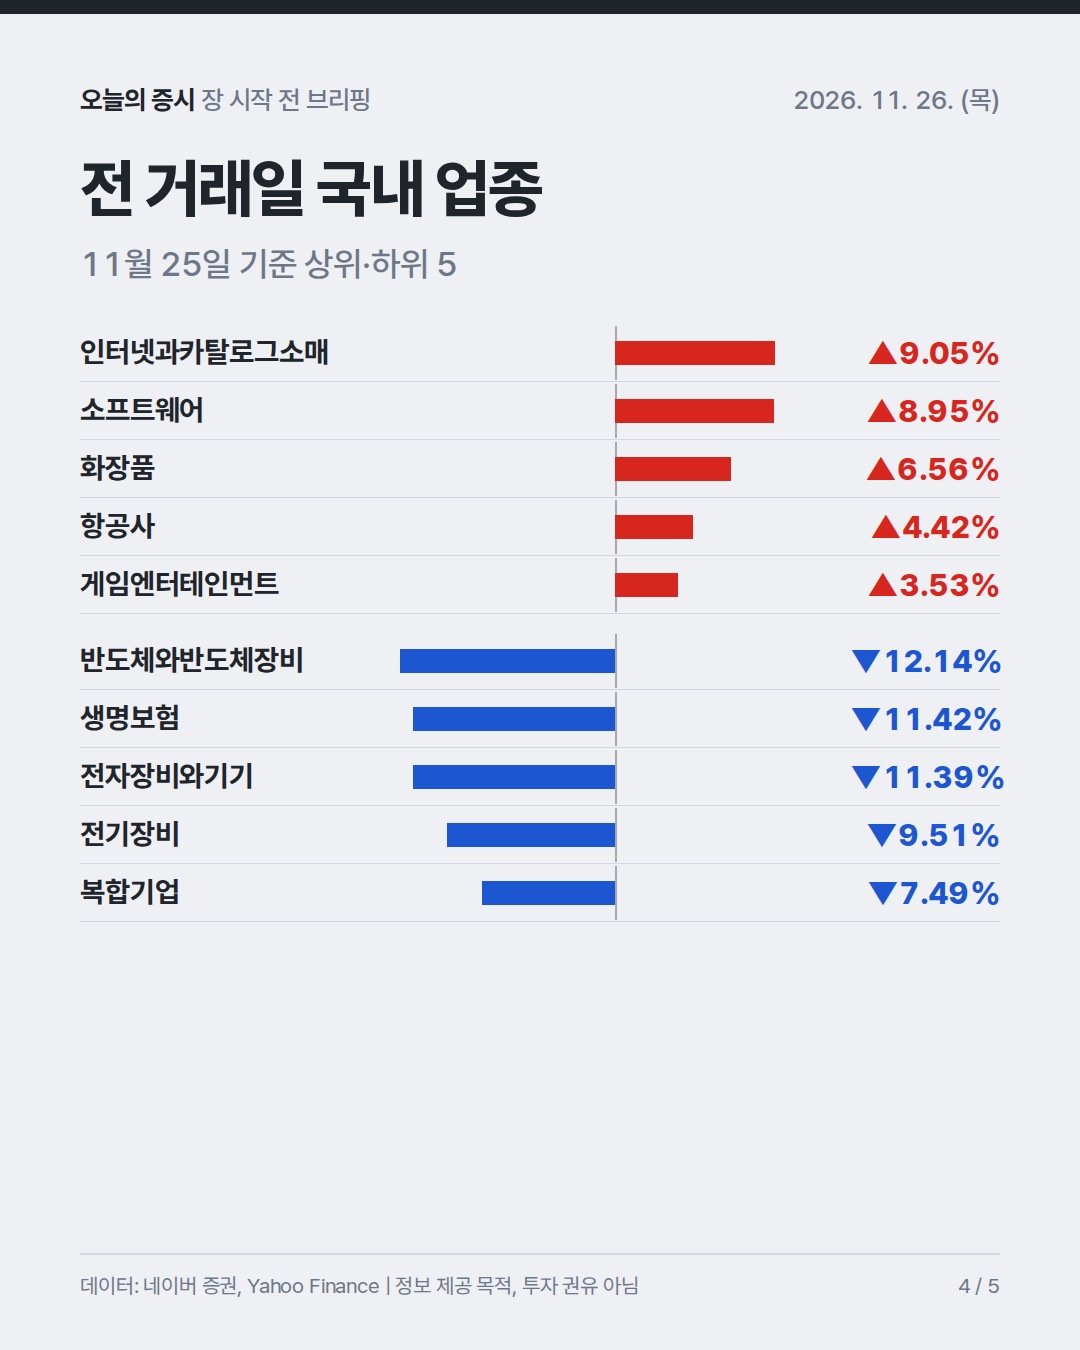 오늘의 증시 장 시작 전 브리핑 2026. 11. 26. (목)
전 거래일 국내 업종
11월 25일 기준 상위·하위 5
인터넷과카탈로그소매 ▲9.05%
소프트웨어 ▲8.95%
화장품 ▲6.56%
항공사 ▲4.42%
게임엔터테인먼트 ▲3.53%
반도체와반도체장비 ▼12.14%
생명보험 ▼11.42%
전자장비와기기 ▼11.39%
전기장비 ▼9.51%
복합기업 ▼7.49%
데이터: 네이버 증권, Yahoo Finance | 정보 제공 목적, 투자 권유 아님 4 / 5